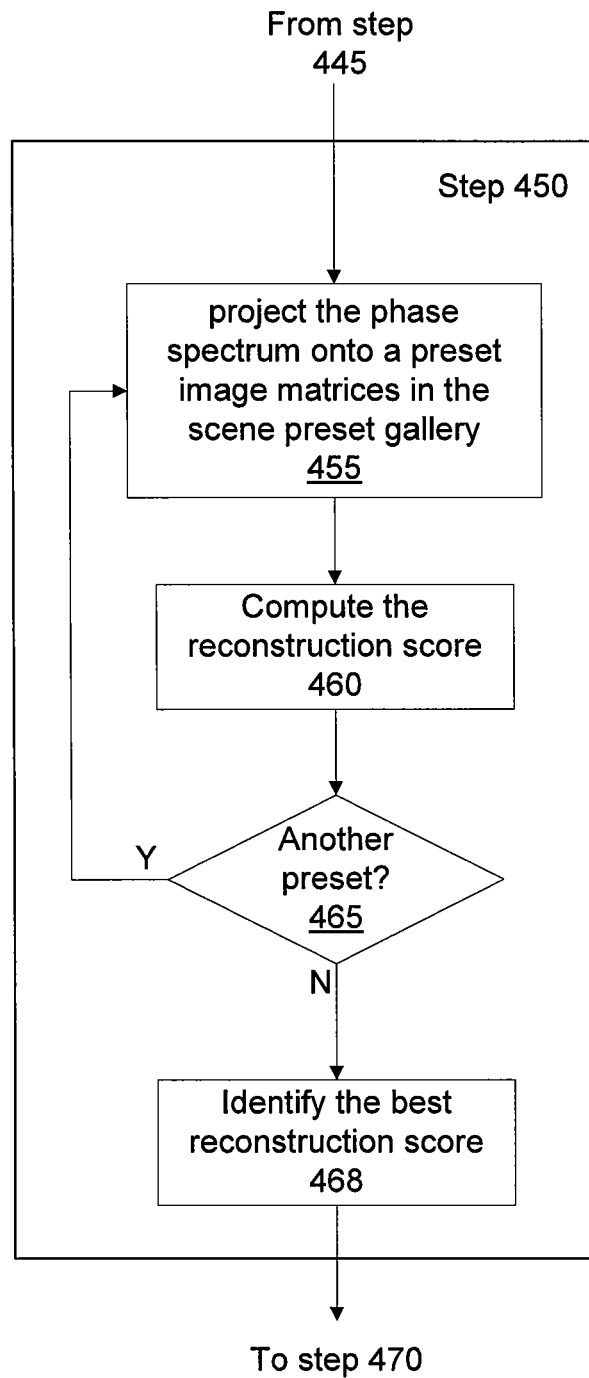 From step
445
Step 450
project the phase
spectrum onto a preset
image matrices in the
scene preset gallery
455
Compute the
reconstruction score
460
Another
preset?
465
Y
N
Identify the best
reconstruction score
468
To step 470